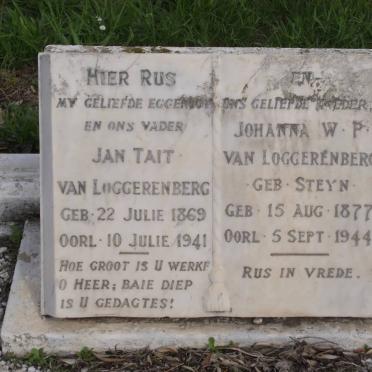 HIER RUS
MY GELIEFDE EGGENOOT
EN ONS VADER
JAN TAIT
VAN LOGGERENBERG
GEB. 22 JULIE 1869
OORL. 10 JULIE 1941
HOE GROOT IS U WERKE
O HEER; BAIE DIEP
IS U GEDAGTES!
EN
ONS GELIEFDE MOEDER,
JOHANNA W. P.
VAN LOGGERENBERG
GEB. STEYN
GEB. 15 AUG. 1877
OORL. 5 SEPT. 1944
RUS IN VREDE.